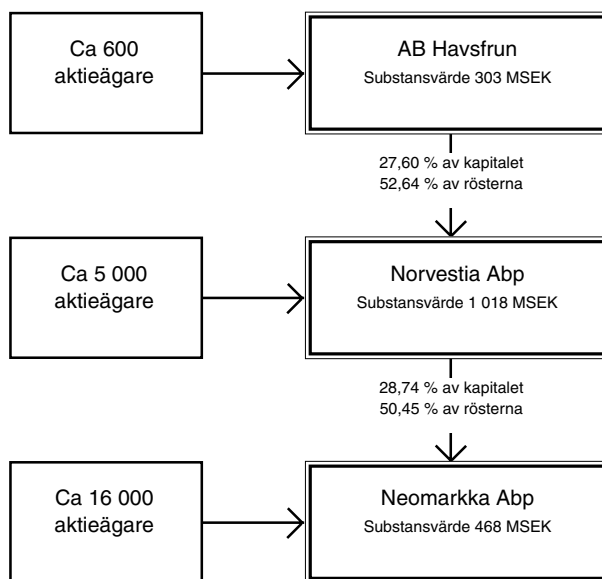 Ca 600
aktieägare
AB Havsfrun
Substansvärde 303 MSEK
27,60 % av kapitalet
52,64 % av rösterna
Ca 5 000
aktieägare
Norvestia Abp
Substansvärde 1 018 MSEK
28,74 % av kapitalet
50,45 % av rösterna
Ca 16 000
aktieägare
Neomarkka Abp
Substansvärde 468 MSEK